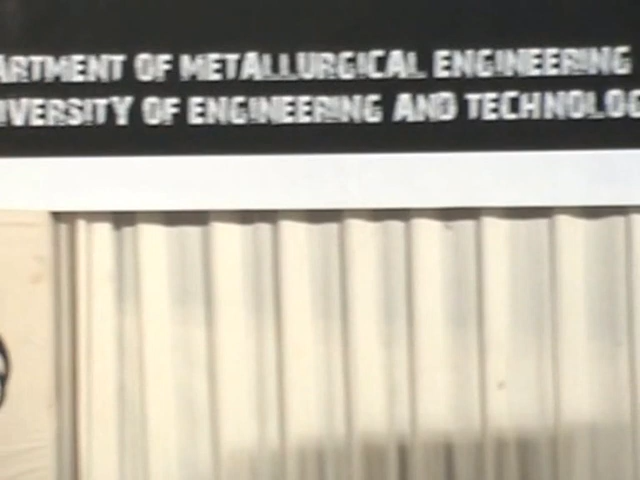 ARTMENT OF METALLURGICAL ENGINEERING
IVERSITY OF ENGINEERING AND TECHNOLOG